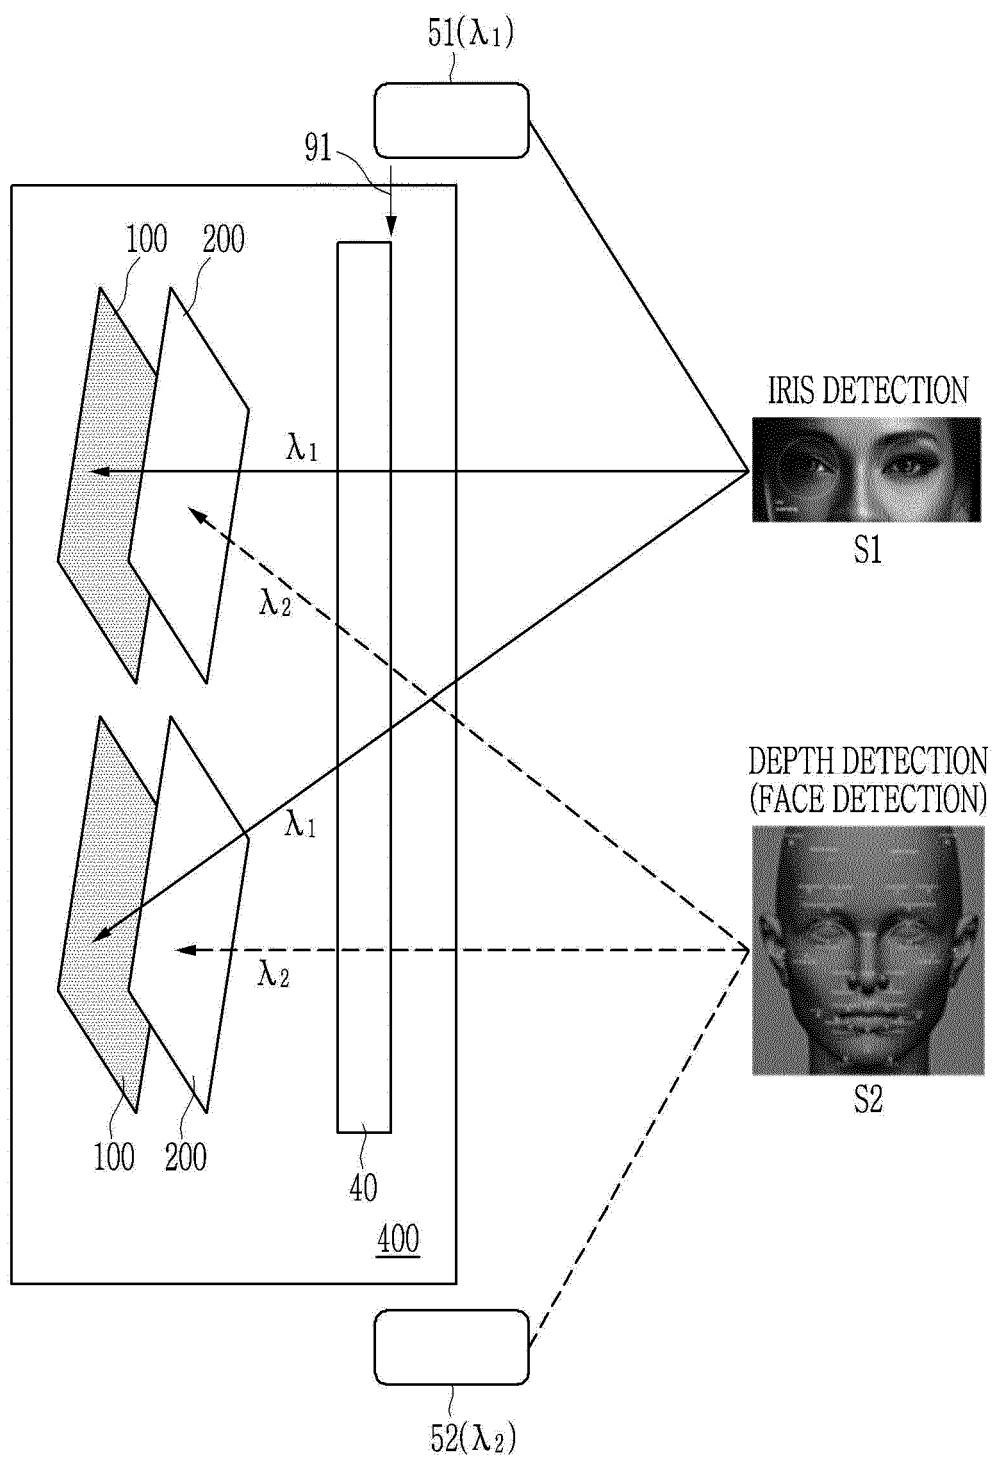 51(λ1)
91
100
200
IRIS DETECTION
λ1
S1
λ2
DEPTH DETECTION
(FACE DETECTION)
λ1
λ2
S2
100
200
40
400
52(λ2)